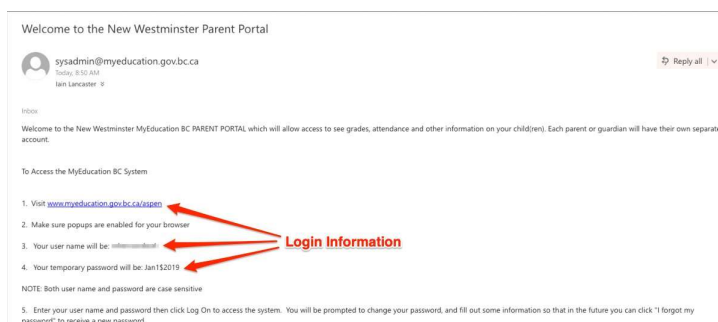 Welcome to the New Westminster Parent Portal
sysadmin@myeducation.gov.bc.ca
Today, 9:50 AM
Iain Lancaster
Reply all
Inbox
Welcome to the New Westminster MyEducation BC PARENT PORTAL which will allow access to see grades, attendance and other information on your child(ren). Each parent or guardian will have their own separate
account.
To Access the MyEducation BC System
1. Visit www.myeducation.gov.bc.ca/aspen
2. Make sure popups are enabled for your browser
3. Your user name will be:
Login Information
4. Your temporary password will be: Jan1$2019
NOTE: Both user name and password are case sensitive
5. Enter your user name and password then click Log On to access the system. You will be prompted to change your password, and fill out some information so that in the future you can click "I forgot my
password" to receive a new password